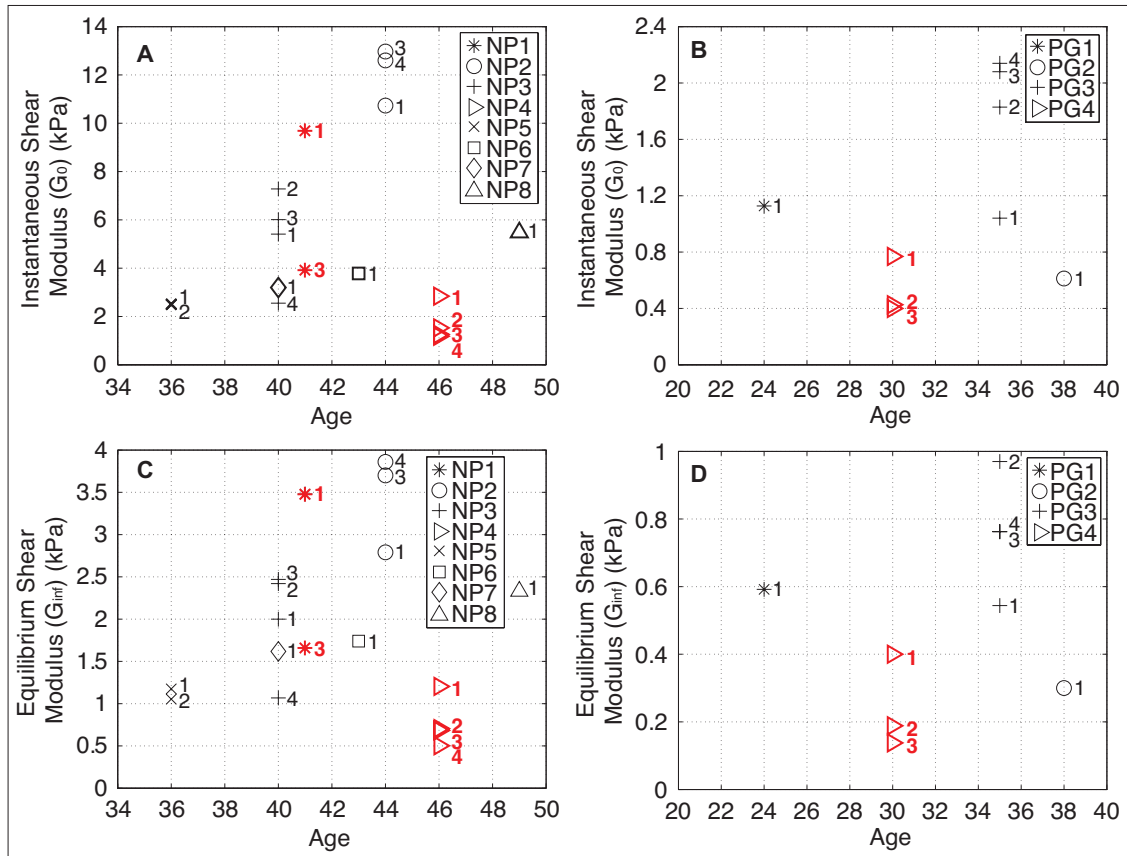 A
Instantaneous Shear
Modulus (G0) (kPa)
14
12
10
8
6
4
2
0
34 36 38 40 42 44 46 48 50
Age
NP1
NP2
NP3
NP4
NP5
NP6
NP7
NP8
1
2
2
3
1
1
4
1
3
1
3
4
1
1
2
3
4
1
B
Instantaneous Shear
Modulus (G0) (kPa)
2.4
2
1.6
1.2
0.8
0.4
0
20 22 24 26 28 30 32 34 36 38 40
Age
PG1
PG2
PG3
PG4
1
1
2
3
4
3
2
1
1
C
Equilibrium Shear
Modulus (Ginf) (kPa)
4
3.5
3
2.5
2
1.5
1
0.5
0
34 36 38 40 42 44 46 48 50
Age
NP1
NP2
NP3
NP4
NP5
NP6
NP7
NP8
1
2
3
2
1
1
4
1
3
1
4
3
1
1
2
3
4
1
D
Equilibrium Shear
Modulus (Ginf) (kPa)
1
0.8
0.6
0.4
0.2
0
20 22 24 26 28 30 32 34 36 38 40
Age
PG1
PG2
PG3
PG4
1
1
2
3
2
4
3
1
1